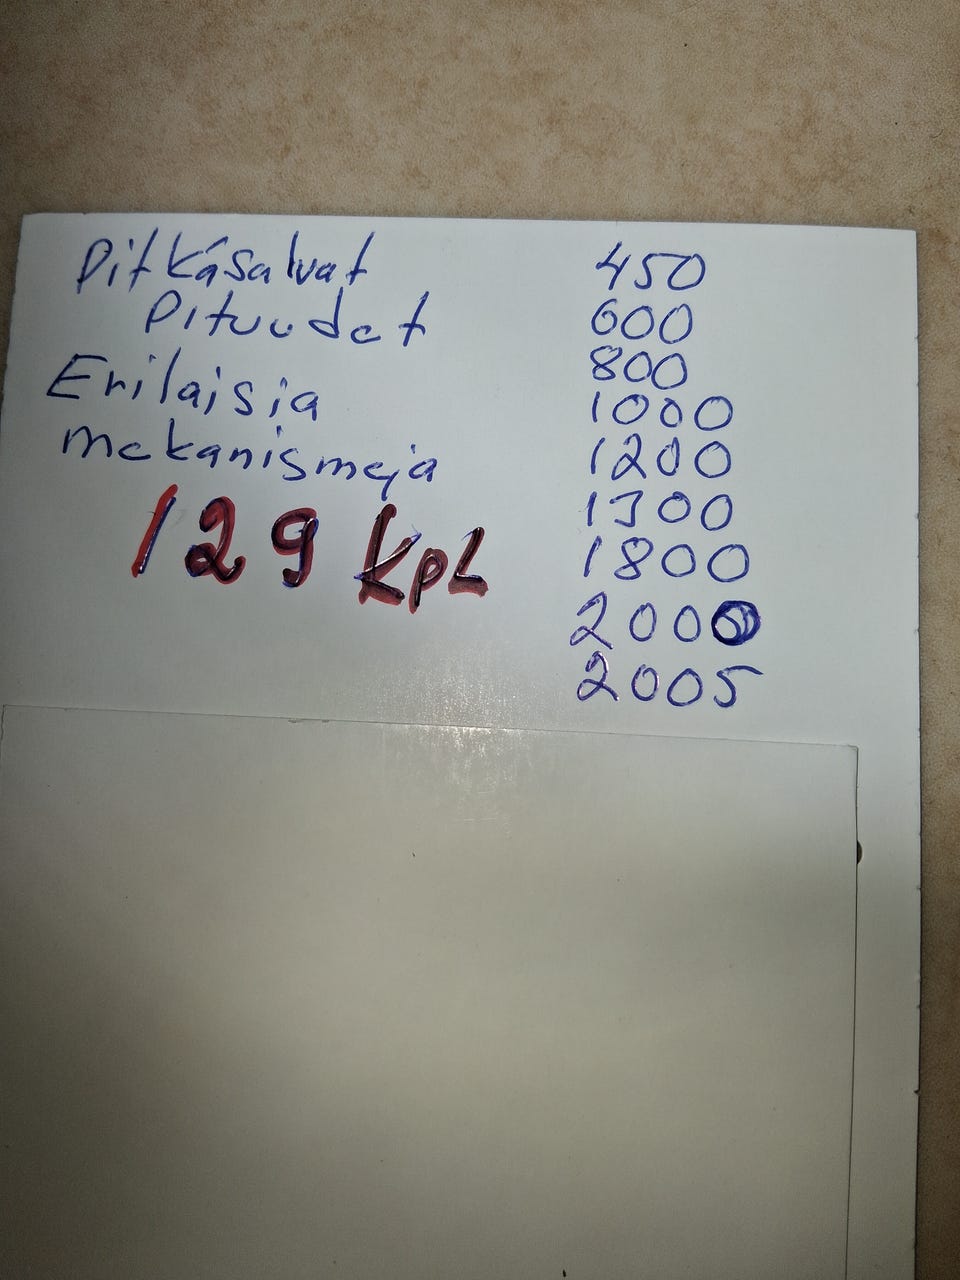 Pitkäsalvat
Pituudet
Erilaisia
mekanismeja
129 kpl
450
600
800
1000
1200
1300
1800
2000
2005